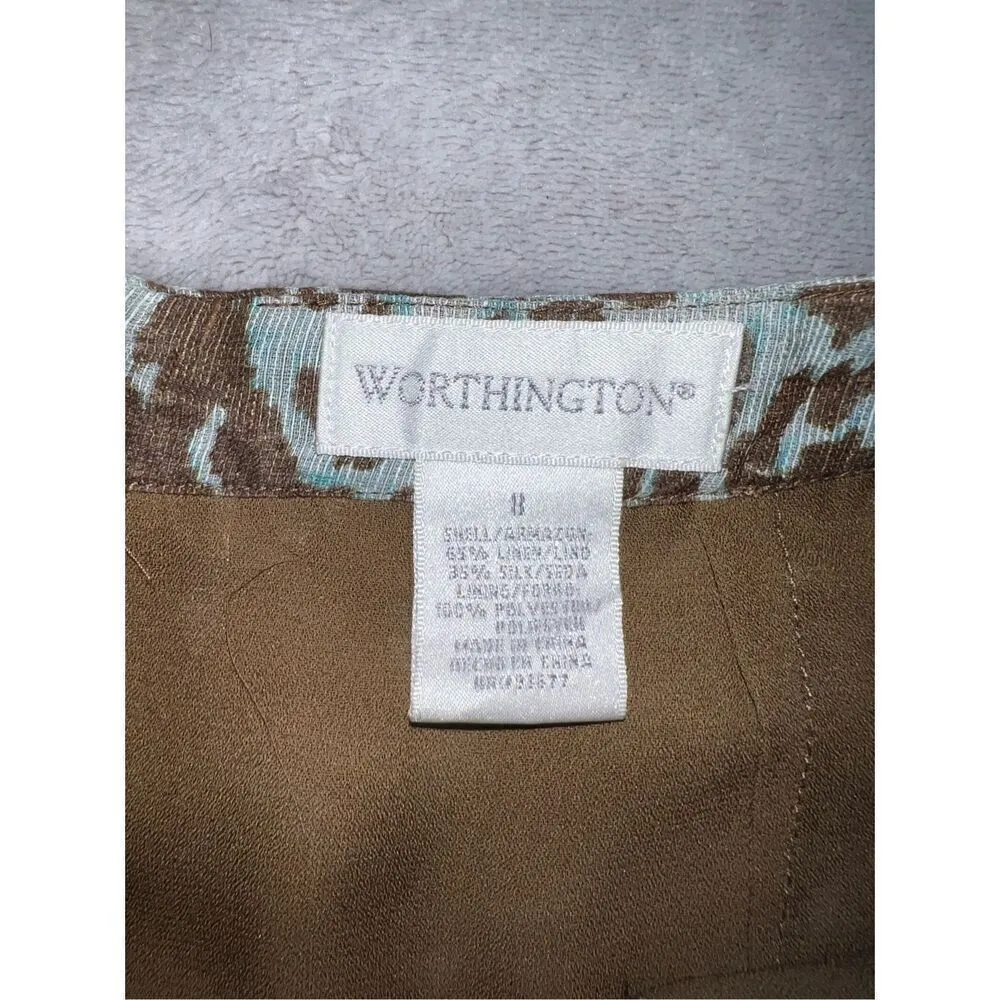 WORTHINGTON®
8
SHELL/ARMAZON:
65% LINEN/LINO
35% SILK/SEDA
LINING/FORRO:
100% POLYESTER/
POLIESTER
MADE IN CHINA
HECHO EN CHINA